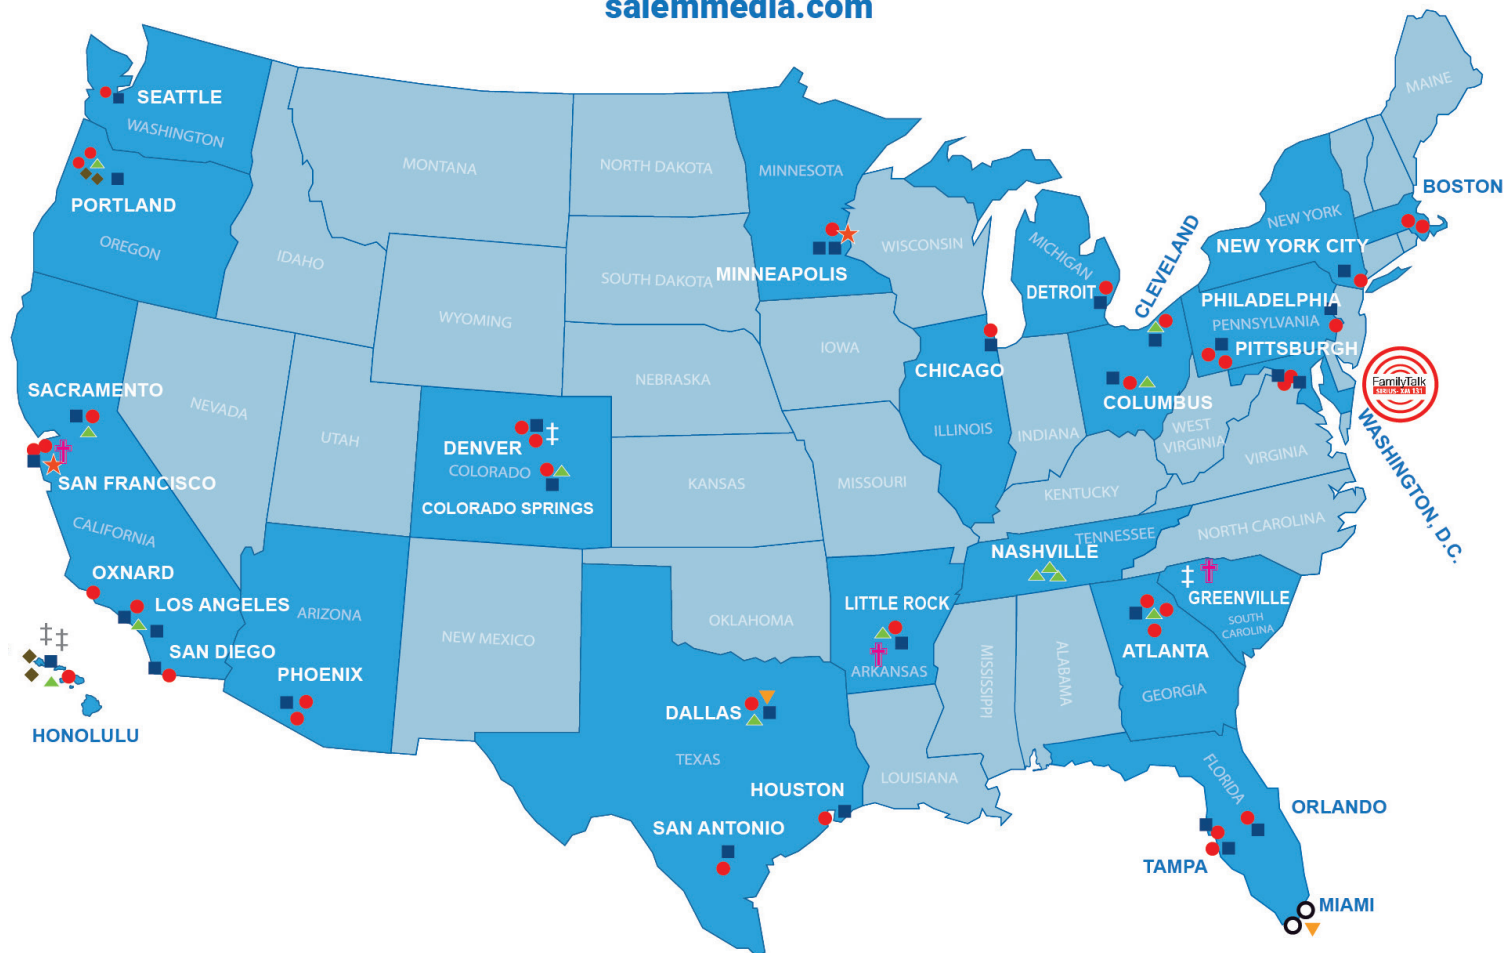 salemmedia.com
SEATTLE
WASHINGTON
PORTLAND
OREGON
IDAHO
MONTANA
NORTH DAKOTA
MINNESOTA
SOUTH DAKOTA
MINNEAPOLIS
WISCONSIN
MICHIGAN
DETROIT
CLEVELAND
NEW YORK
NEW YORK CITY
BOSTON
MAINE
PHILADELPHIA
PENNSYLVANIA
PITTSBURGH
FamilyTalk
SIRIUS- XM 131
WASHINGTON, D.C.
WYOMING
NEBRASKA
IOWA
CHICAGO
ILLINOIS
INDIANA
COLUMBUS
WEST
VIRGINIA
VIRGINIA
SACRAMENTO
NEVADA
UTAH
SAN FRANCISCO
CALIFORNIA
DENVER
COLORADO
COLORADO SPRINGS
KANSAS
MISSOURI
KENTUCKY
NORTH CAROLINA
TENNESSEE
NASHVILLE
OXNARD
LOS ANGELES
SAN DIEGO
ARIZONA
PHOENIX
NEW MEXICO
OKLAHOMA
LITTLE ROCK
ARKANSAS
MISSISSIPPI
ALABAMA
GREENVILLE
SOUTH
CAROLINA
ATLANTA
GEORGIA
HONOLULU
DALLAS
TEXAS
HOUSTON
SAN ANTONIO
LOUISIANA
FLORIDA
ORLANDO
TAMPA
MIAMI